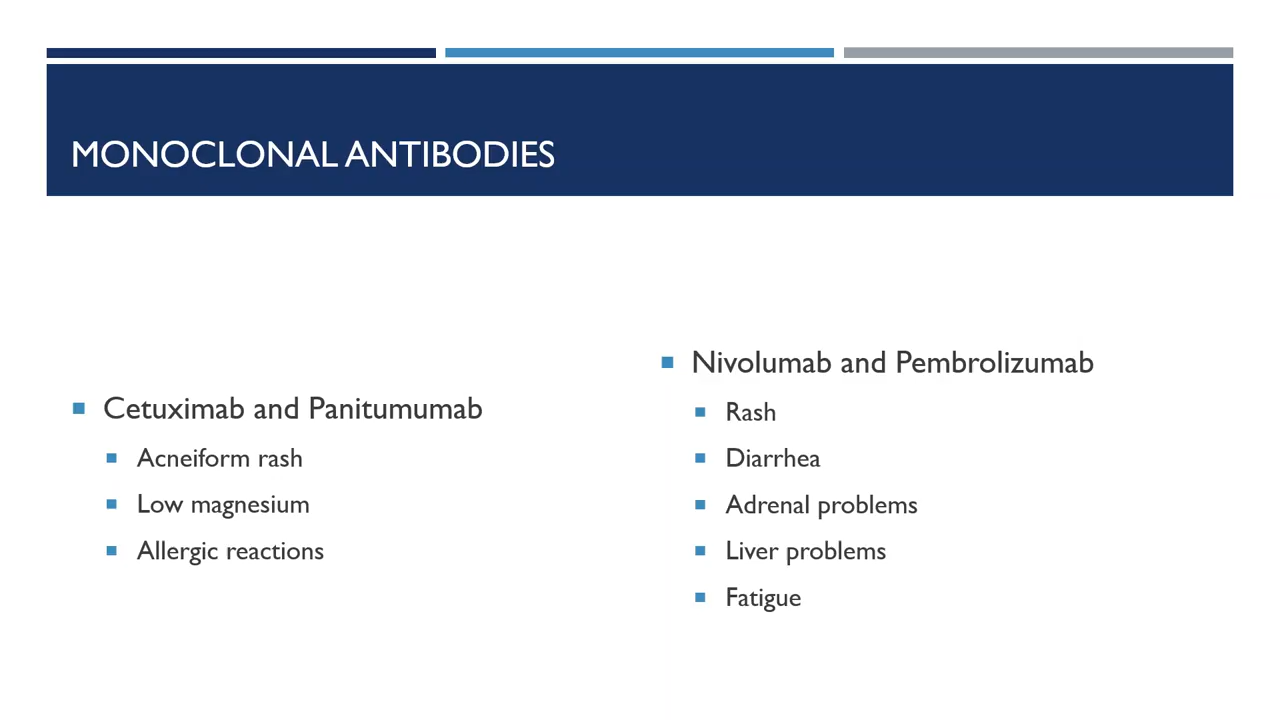 MONOCLONAL ANTIBODIES
Cetuximab and Panitumumab
Acneiform rash
Low magnesium
Allergic reactions
Nivolumab and Pembrolizumab
Rash
Diarrhea
Adrenal problems
Liver problems
Fatigue